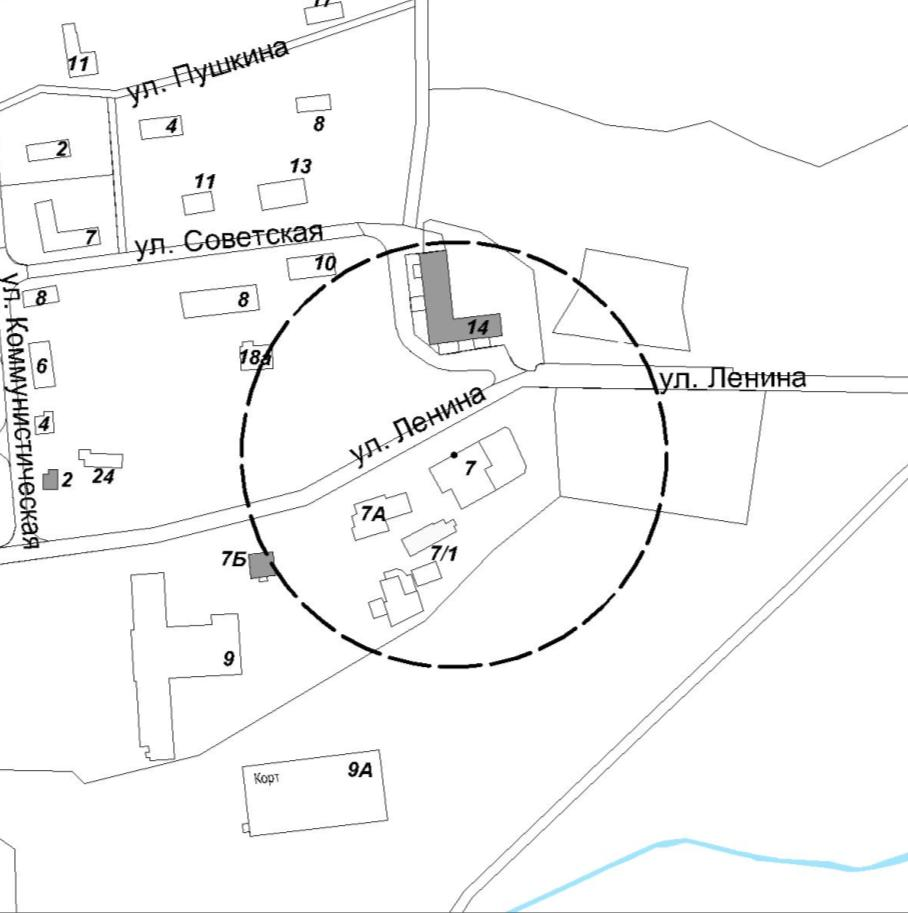 17
11
ул. Пушкина
4
8
2
11
13
7
ул. Советская
10
8
8
14
18а
6
ул. Ленина
ул. Коммунистическая
ул. Ленина
4
24
2
7
7А
7/1
7Б
9
9А
Корт